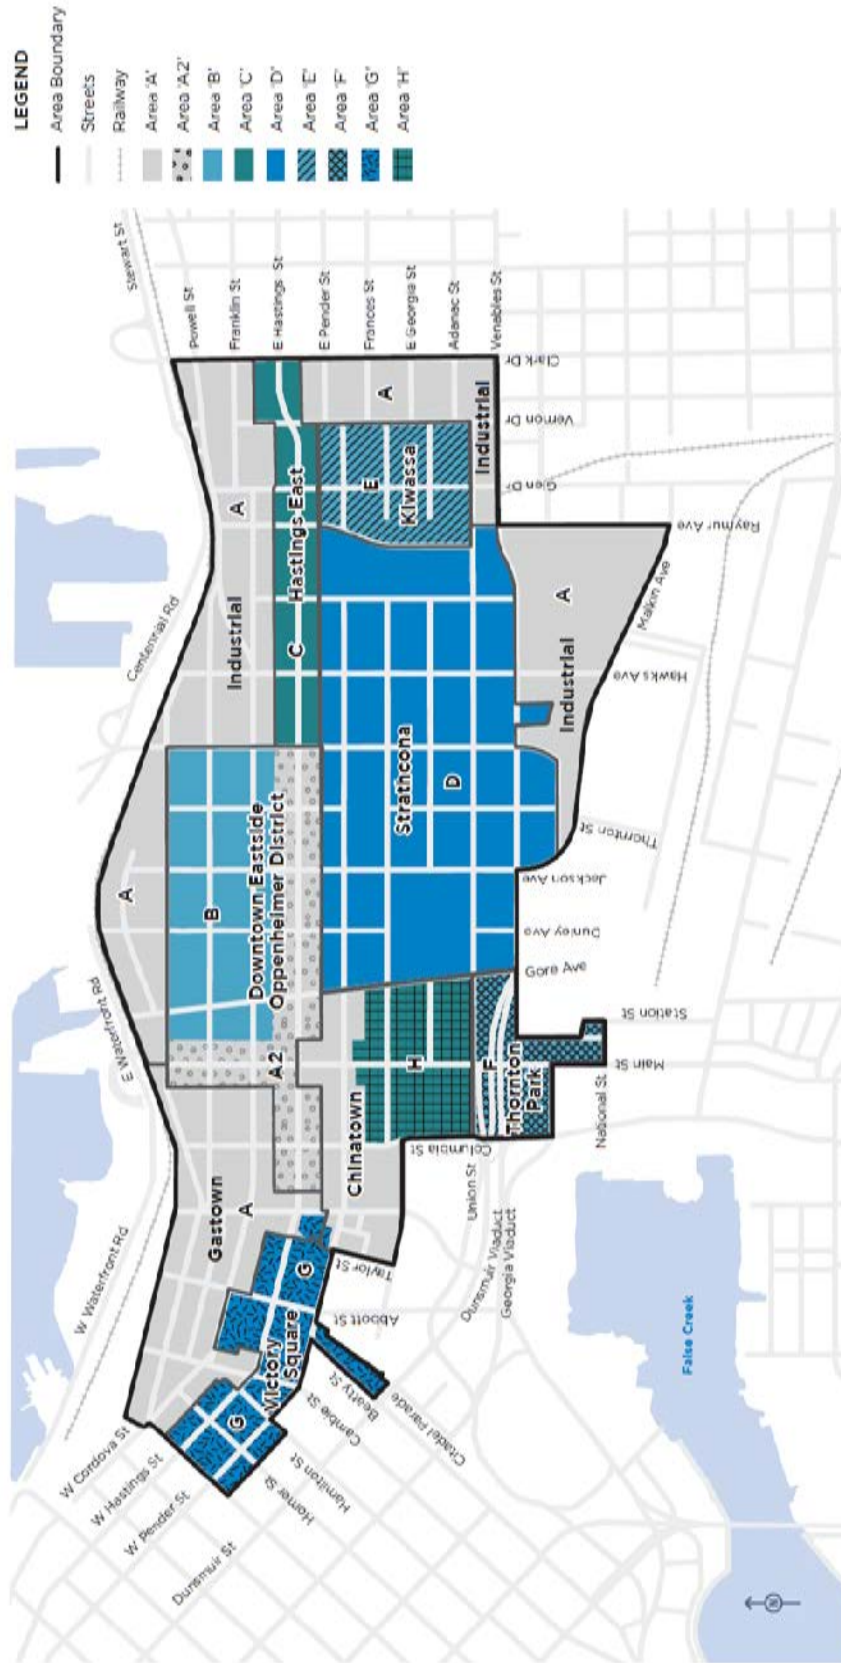 LEGEND
Area Boundary
Streets
Railway
Area 'A'
Area 'A2'
Area 'B'
Area 'C'
Area 'D'
Area 'E'
Area 'F'
Area 'G'
Area 'H'
Stewart St
Powell St
Franklin St
E Hastings St
E Pender St
Frances St
E Georgia St
Adanac St
Venables St
Clark Dr
Vernon Dr
Glen Dr
Raymur Ave
Malkin Ave
Hawks Ave
Thornton St
Jackson Ave
Dunlev Ave
Gore Ave
Station St
Main St
National St
Columbia St
Union St
Dunsmuir Viaduct
Georgia Viaduct
Taylor St
Abbott St
Citadel Parade
Beatty St
Cambie St
Hamilton St
Homer St
Dunsmuir St
W Pender St
W Hastings St
W Cordova St
W Waterfront Rd
E Waterfront Rd
Centennial Rd
A
Industrial
A
C
Hastings East
A
E
Kiwassa
Industrial
A
Industrial
B
Downtown Eastside
Oppenheimer District
A2
Strathcona
D
Chinatown
H
F
Thornton
Park
Gastown
A
G
Victory
Square
G
False Creek
N